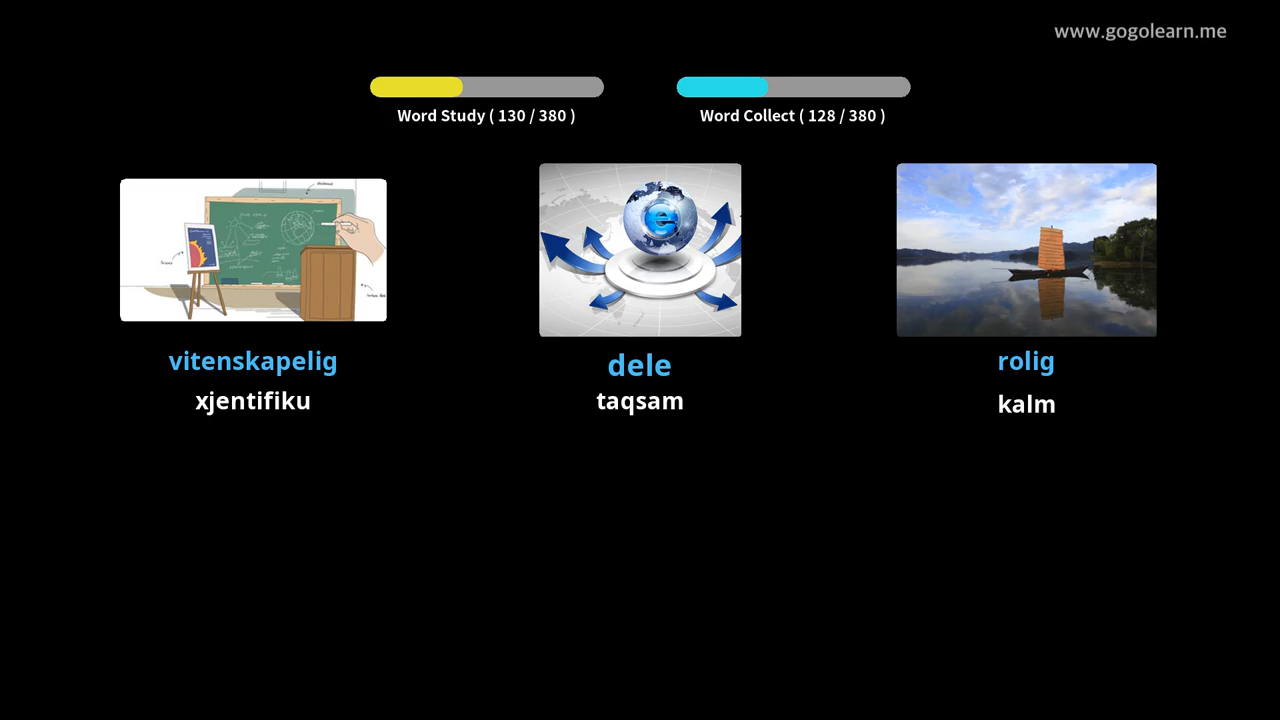 www.gogolearn.me
Word Study ( 130 / 380 )
Word Collect ( 128 / 380 )
e
vitenskapelig
dele
rolig
xjentifiku
taqsam
kalm